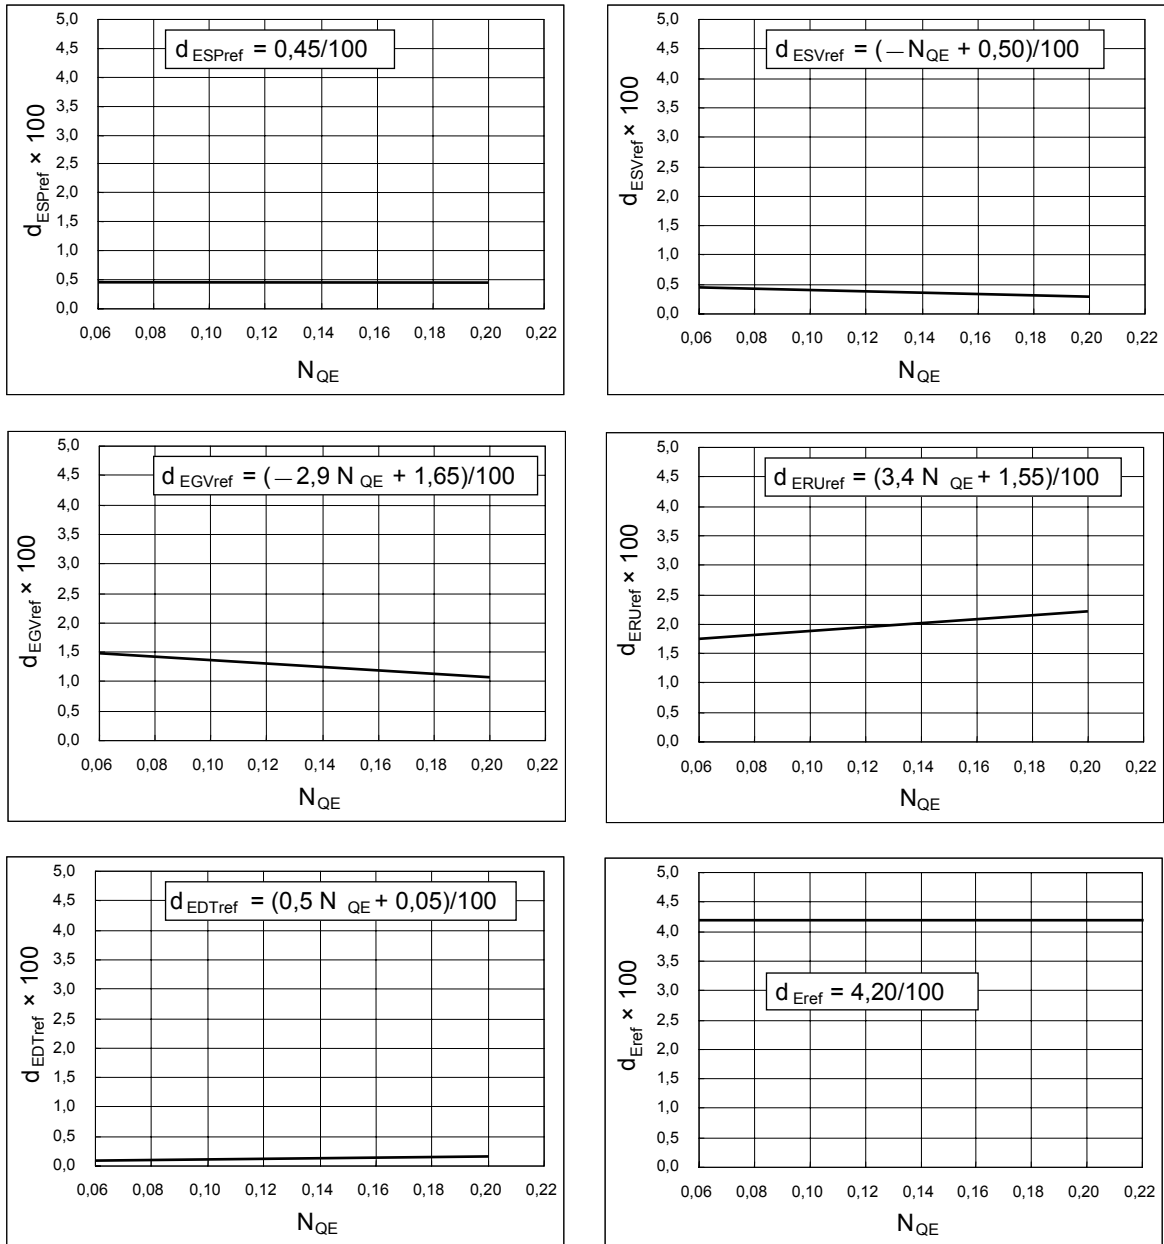 5,0
d ESPref = 0,45/100
4,5
4,0
3,5
3,0
2,5
2,0
1,5
1,0
0,5
0,0
d ESPref × 100
0,06 0,08 0,10 0,12 0,14 0,16 0,18 0,20 0,22
N QE
5,0
d ESVref = (— N QE + 0,50)/100
4,5
4,0
3,5
3,0
2,5
2,0
1,5
1,0
0,5
0,0
d ESVref × 100
0,06 0,08 0,10 0,12 0,14 0,16 0,18 0,20 0,22
N QE
5,0
d EGVref = (— 2,9 N QE + 1,65)/100
4,5
4,0
3,5
3,0
2,5
2,0
1,5
1,0
0,5
0,0
d EGVref × 100
0,06 0,08 0,10 0,12 0,14 0,16 0,18 0,20 0,22
N QE
5,0
d ERUref = (3,4 N QE + 1,55)/100
4,5
4,0
3,5
3,0
2,5
2,0
1,5
1,0
0,5
0,0
d ERUref × 100
0,06 0,08 0,10 0,12 0,14 0,16 0,18 0,20 0,22
N QE
5,0
d EDTref = (0,5 N QE + 0,05)/100
4,5
4,0
3,5
3,0
2,5
2,0
1,5
1,0
0,5
0,0
d EDTref × 100
0,06 0,08 0,10 0,12 0,14 0,16 0,18 0,20 0,22
N QE
5,0
4,5
4,0
3,5
d Eref = 4,20/100
3,0
2,5
2,0
1,5
1,0
0,5
0,0
d Eref × 100
0,06 0,08 0,10 0,12 0,14 0,16 0,18 0,20 0,22
N QE